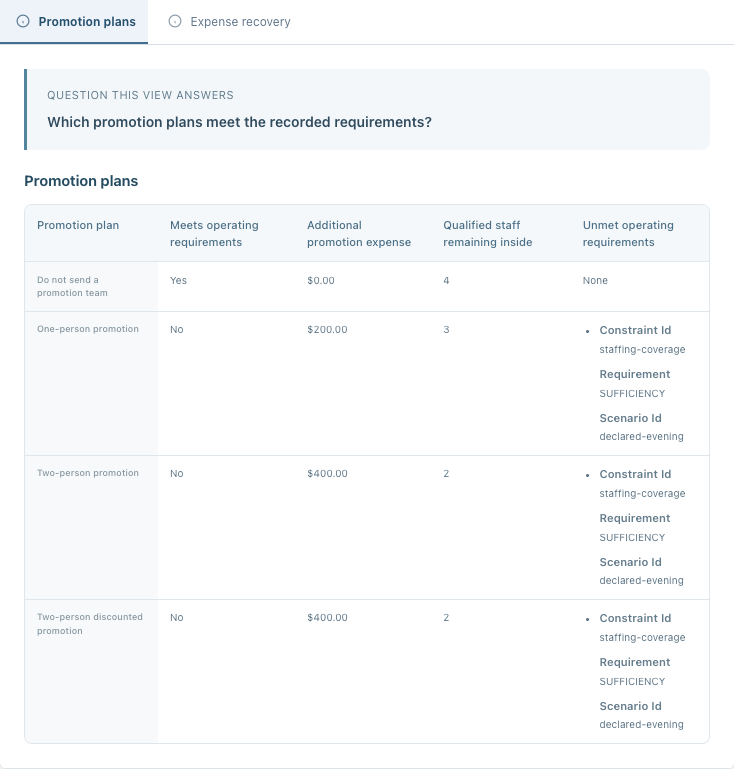 Promotion plans
Expense recovery
QUESTION THIS VIEW ANSWERS
Which promotion plans meet the recorded requirements?
Promotion plans
Promotion plan
Meets operating requirements
Additional promotion expense
Qualified staff remaining inside
Unmet operating requirements
Do not send a promotion team
Yes
$0.00
4
None
One-person promotion
No
$200.00
3
• Constraint Id
staffing-coverage
Requirement
SUFFICIENCY
Scenario Id
declared-evening
Two-person promotion
No
$400.00
2
• Constraint Id
staffing-coverage
Requirement
SUFFICIENCY
Scenario Id
declared-evening
Two-person discounted promotion
No
$400.00
2
• Constraint Id
staffing-coverage
Requirement
SUFFICIENCY
Scenario Id
declared-evening